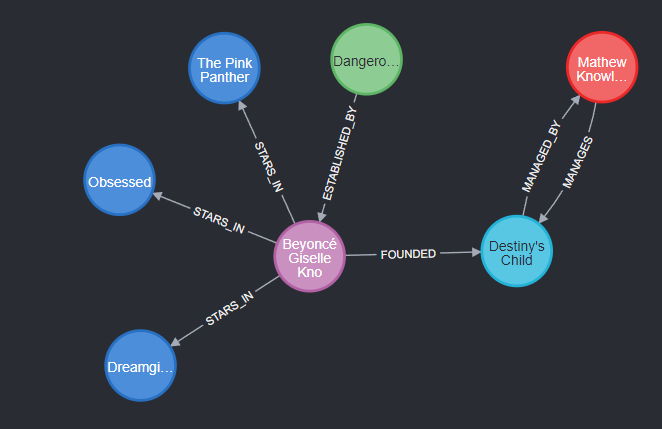 The Pink
Panther
Dangero...
Mathew
Knowl...
STARS_IN
ESTABLISHED_BY
MANAGED_BY
MANAGES
Obsessed
STARS_IN
Beyoncé
Giselle
Kno
FOUNDED
Destiny's
Child
STARS_IN
Dreamgi...